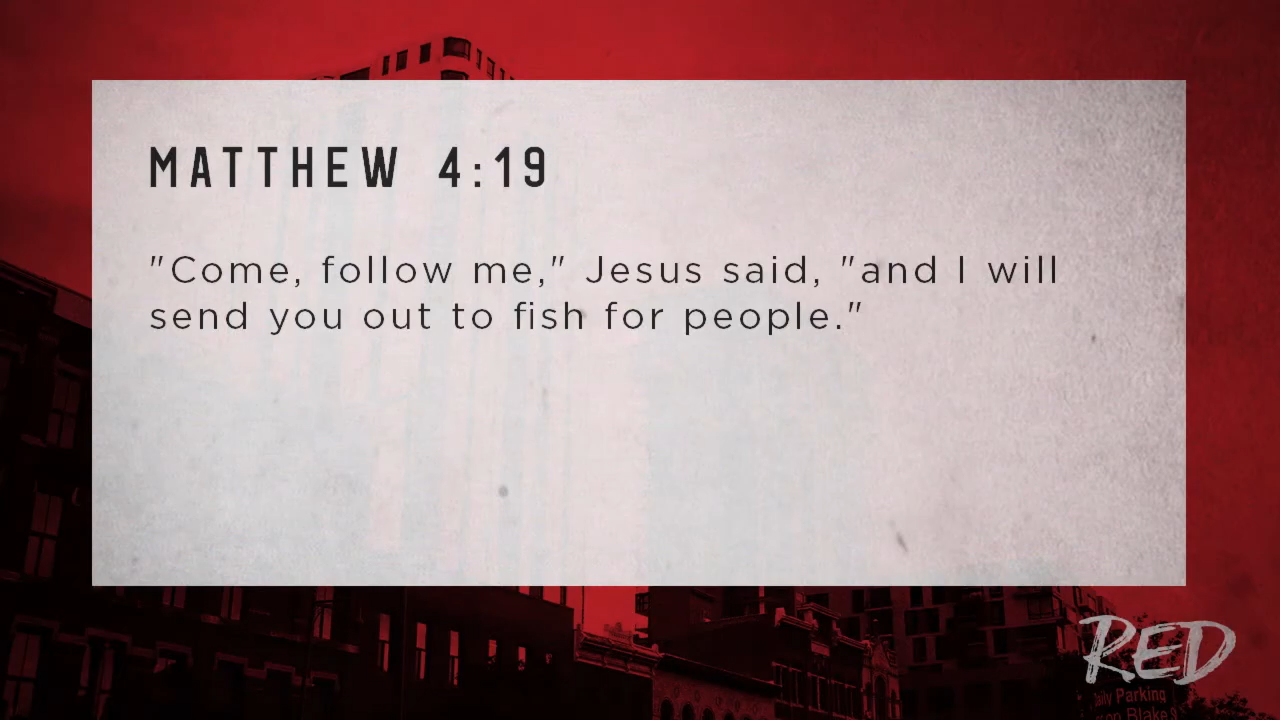 MATTHEW 4:19
"Come, follow me," Jesus said, "and I will
send you out to fish for people."
RED
Daily Parking
Blake